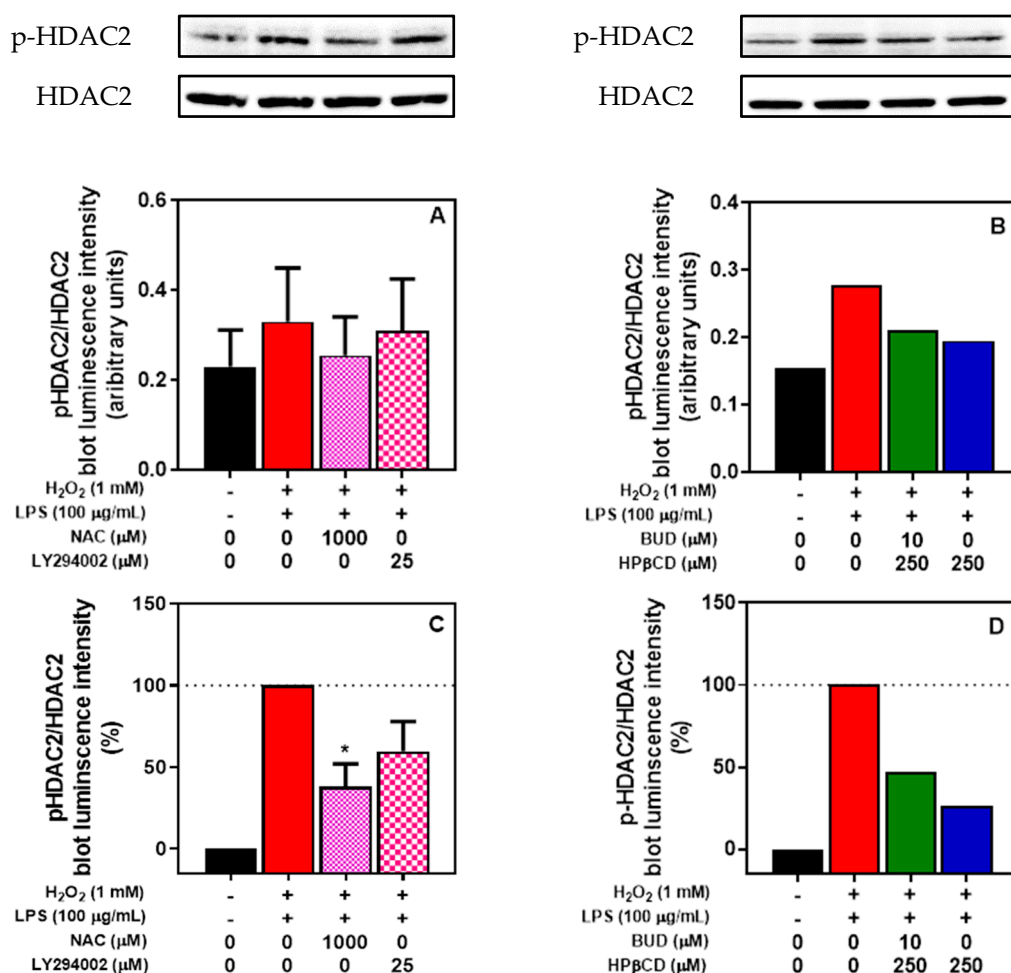 p-HDAC2
HDAC2
p-HDAC2
HDAC2
A
pHDAC2/HDAC2
blot luminescence intensity
(aribitrary units)
0.6
0.4
0.2
0.0
H₂O₂ (1 mM) - + + +
LPS (100 µg/mL) - + + +
NAC (µM) 0 0 1000 0
LY294002 (µM) 0 0 0 25
B
pHDAC2/HDAC2
blot luminescence intensity
(aribitrary units)
0.4
0.3
0.2
0.1
0.0
H₂O₂ (1 mM) - + + +
LPS (100 µg/mL) - + + +
BUD (µM) 0 0 10 0
HPβCD (µM) 0 0 250 250
C
pHDAC2/HDAC2
blot luminscence intensity
(%)
150
100
50
0
*
H₂O₂ (1 mM) - + + +
LPS (100 µg/mL) - + + +
NAC (µM) 0 0 1000 0
LY294002 (µM) 0 0 0 25
D
p-HDAC2/HDAC2
blot luminescence intensity
(%)
150
100
50
0
H₂O₂ (1 mM) - + + +
LPS (100 µg/mL) - + + +
BUD (µM) 0 0 10 0
HPβCD (µM) 0 0 250 250